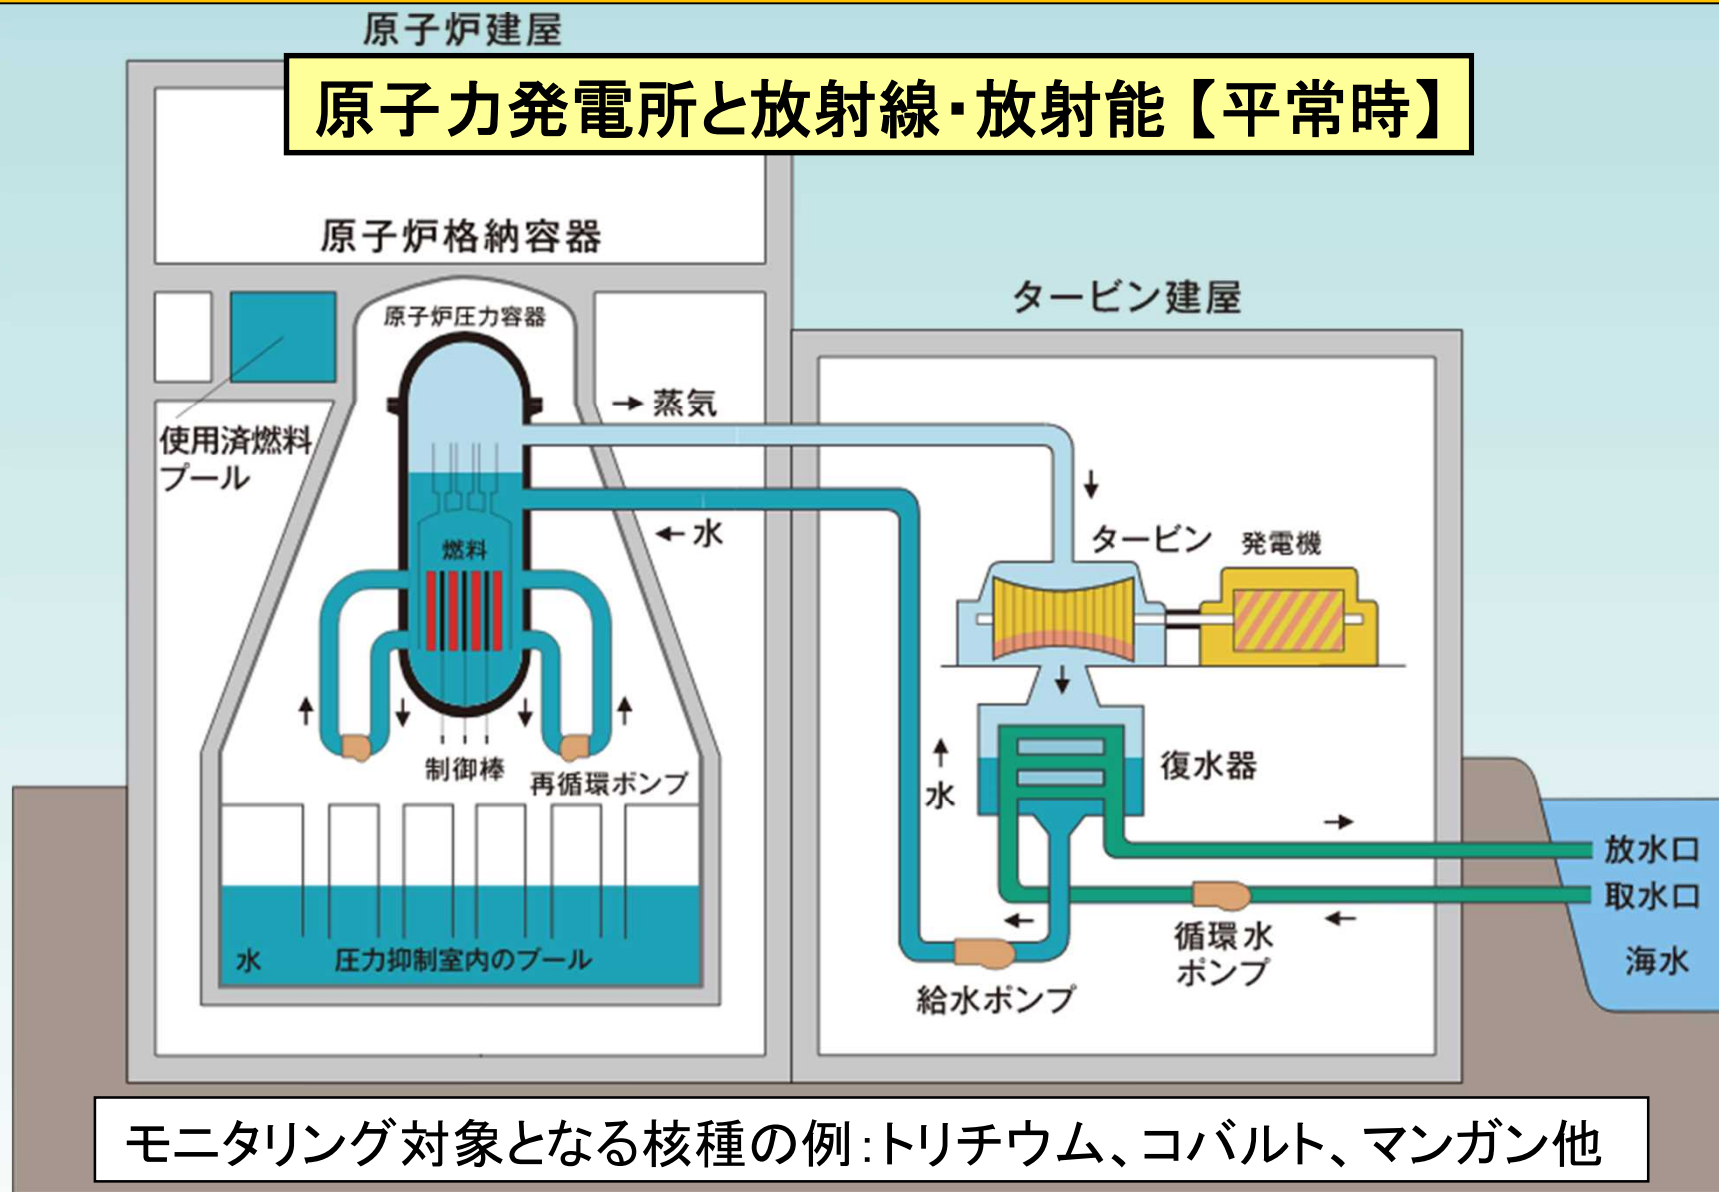 原子炉建屋
原子力発電所と放射線・放射能【平常時】
原子炉格納容器
原子炉圧力容器
タービン建屋
→蒸気
使用済燃料
プール
←水
燃料
タービン
発電機
制御棒
再循環ポンプ
水
復水器
放水口
取水口
海水
循環水
ポンプ
給水ポンプ
水
圧力抑制室内のプール
モニタリング対象となる核種の例：トリチウム、コバルト、マンガン他